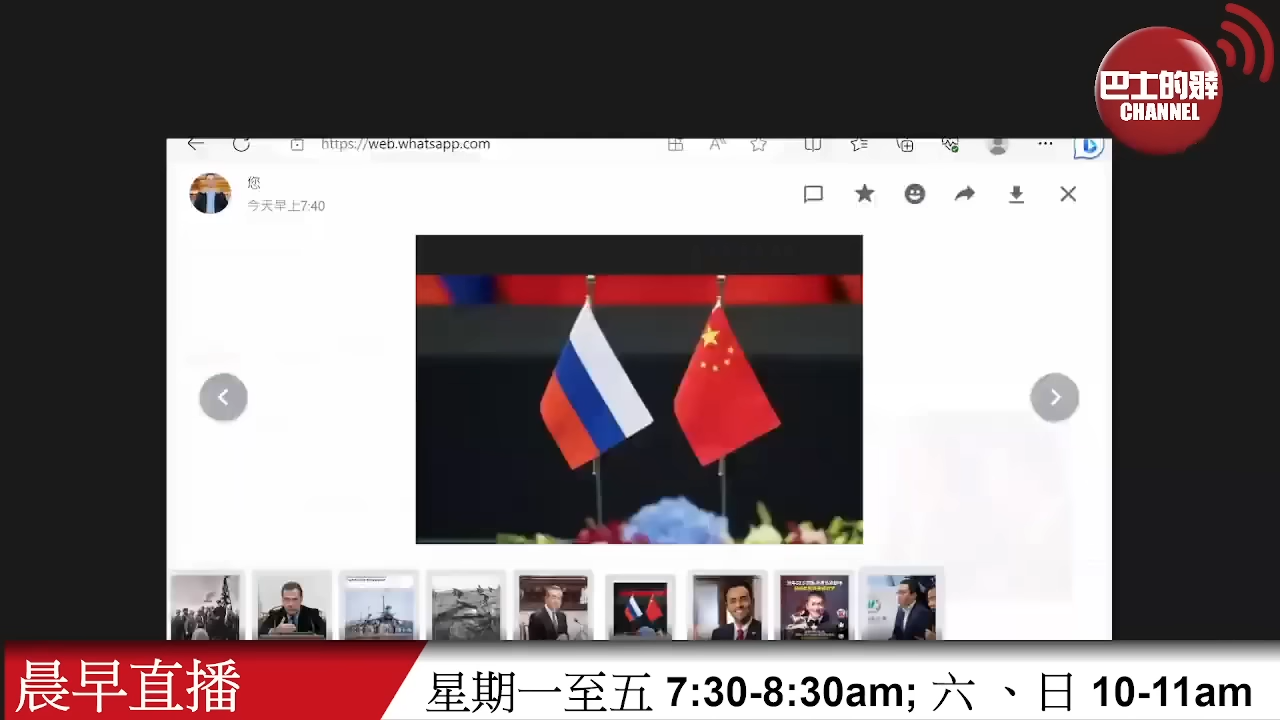 巴士的報
CHANNEL
https://web.whatsapp.com
您
今天早上7:40
晨早直播
星期一至五 7:30-8:30am; 六、日 10-11am